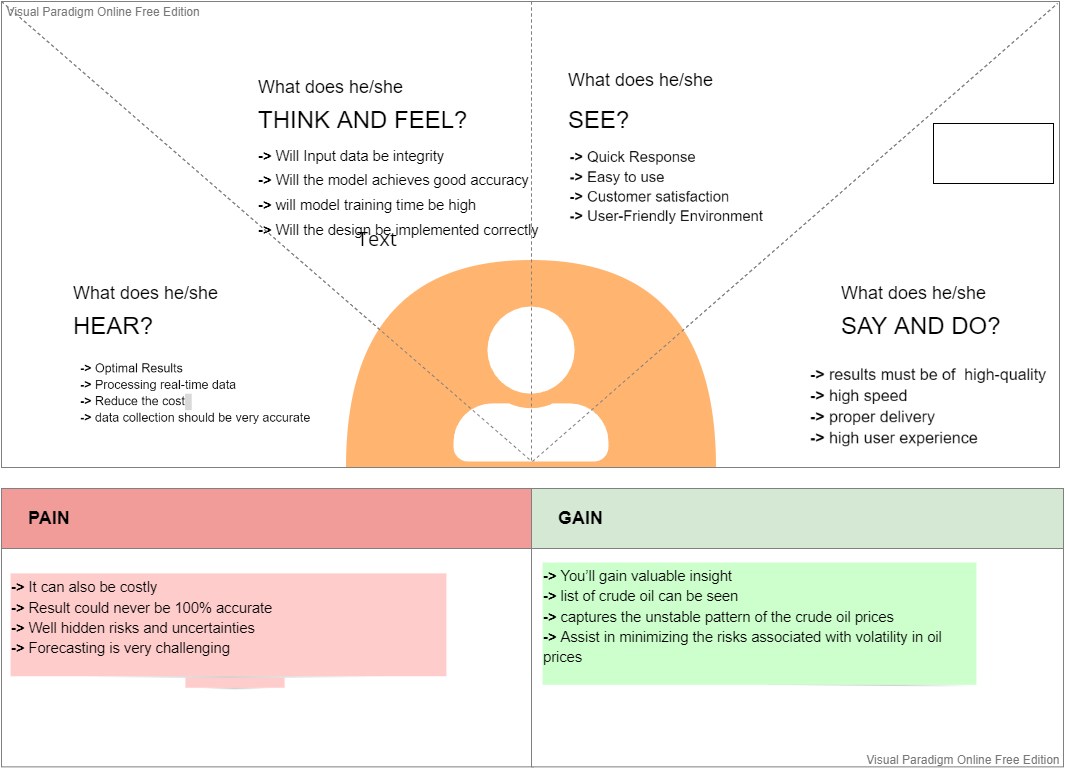 Visual Paradigm Online Free Edition
What does he/she
THINK AND FEEL?
-> Will Input data be integrity
-> Will the model achieves good accuracy
-> will model training time be high
-> Will the design be implemented correctly
Text
What does he/she
SEE?
-> Quick Response
-> Easy to use
-> Customer satisfaction
-> User-Friendly Environment
What does he/she
HEAR?
-> Optimal Results
-> Processing real-time data
-> Reduce the cost
-> data collection should be very accurate
What does he/she
SAY AND DO?
-> results must be of  high-quality
-> high speed
-> proper delivery
-> high user experience
PAIN
-> It can also be costly
-> Result could never be 100% accurate
-> Well hidden risks and uncertainties
-> Forecasting is very challenging
GAIN
-> You’ll gain valuable insight
-> list of crude oil can be seen
-> captures the unstable pattern of the crude oil prices
-> Assist in minimizing the risks associated with volatility in oil
prices
Visual Paradigm Online Free Edition